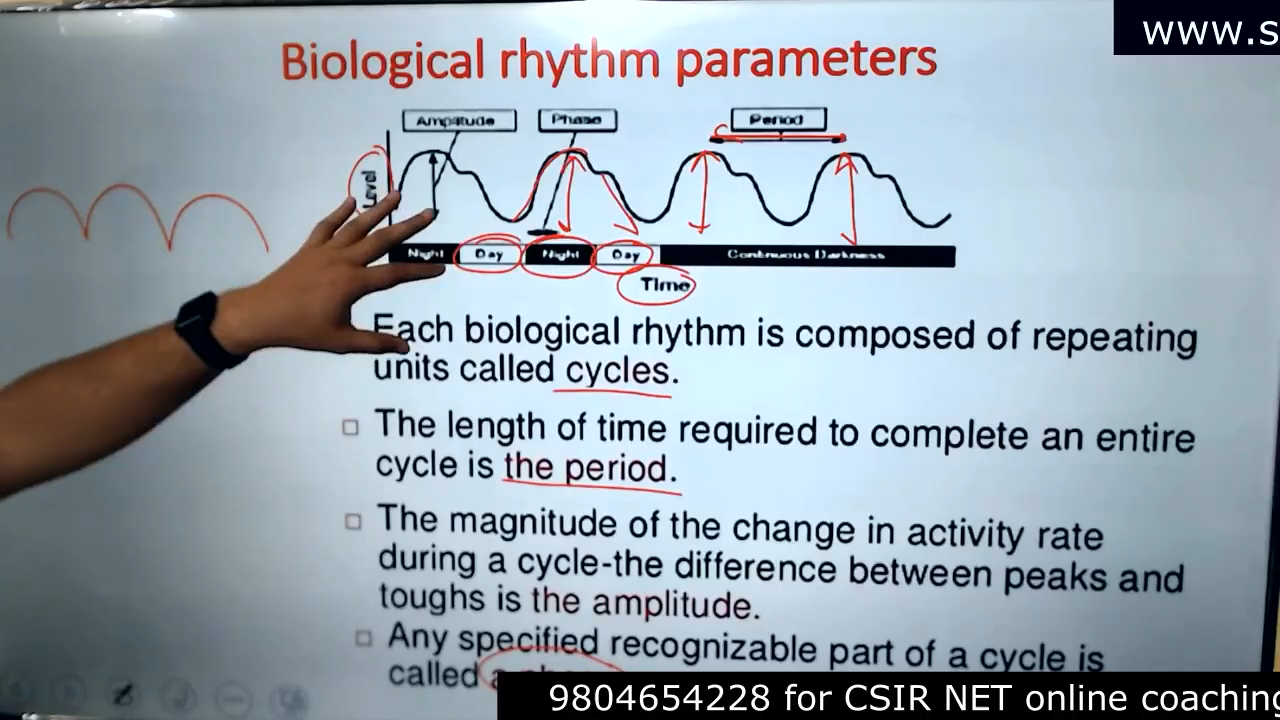 www.s
Biological rhythm parameters
Amplitude
Phase
Period
Level
Night
Day
Night
Day
Continuous Darkness
Time
Each biological rhythm is composed of repeating
units called cycles.
The length of time required to complete an entire
cycle is the period.
The magnitude of the change in activity rate
during a cycle-the difference between peaks and
toughs is the amplitude.
Any specified recognizable part of a cycle is
called a
9804654228 for CSIR NET online coaching